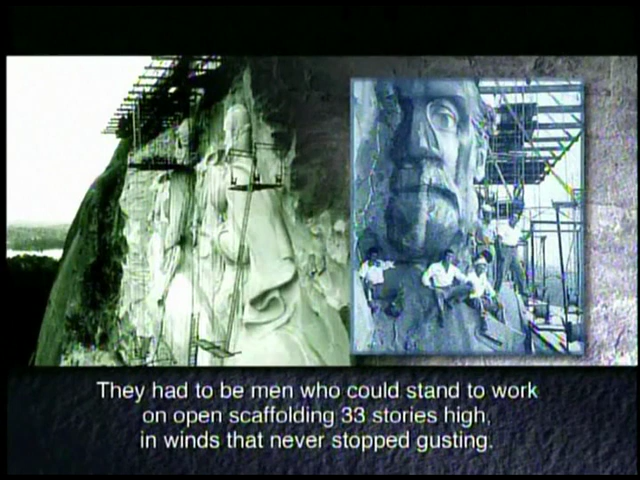 They had to be men who could stand to work
on open scaffolding 33 stories high,
in winds that never stopped gusting.